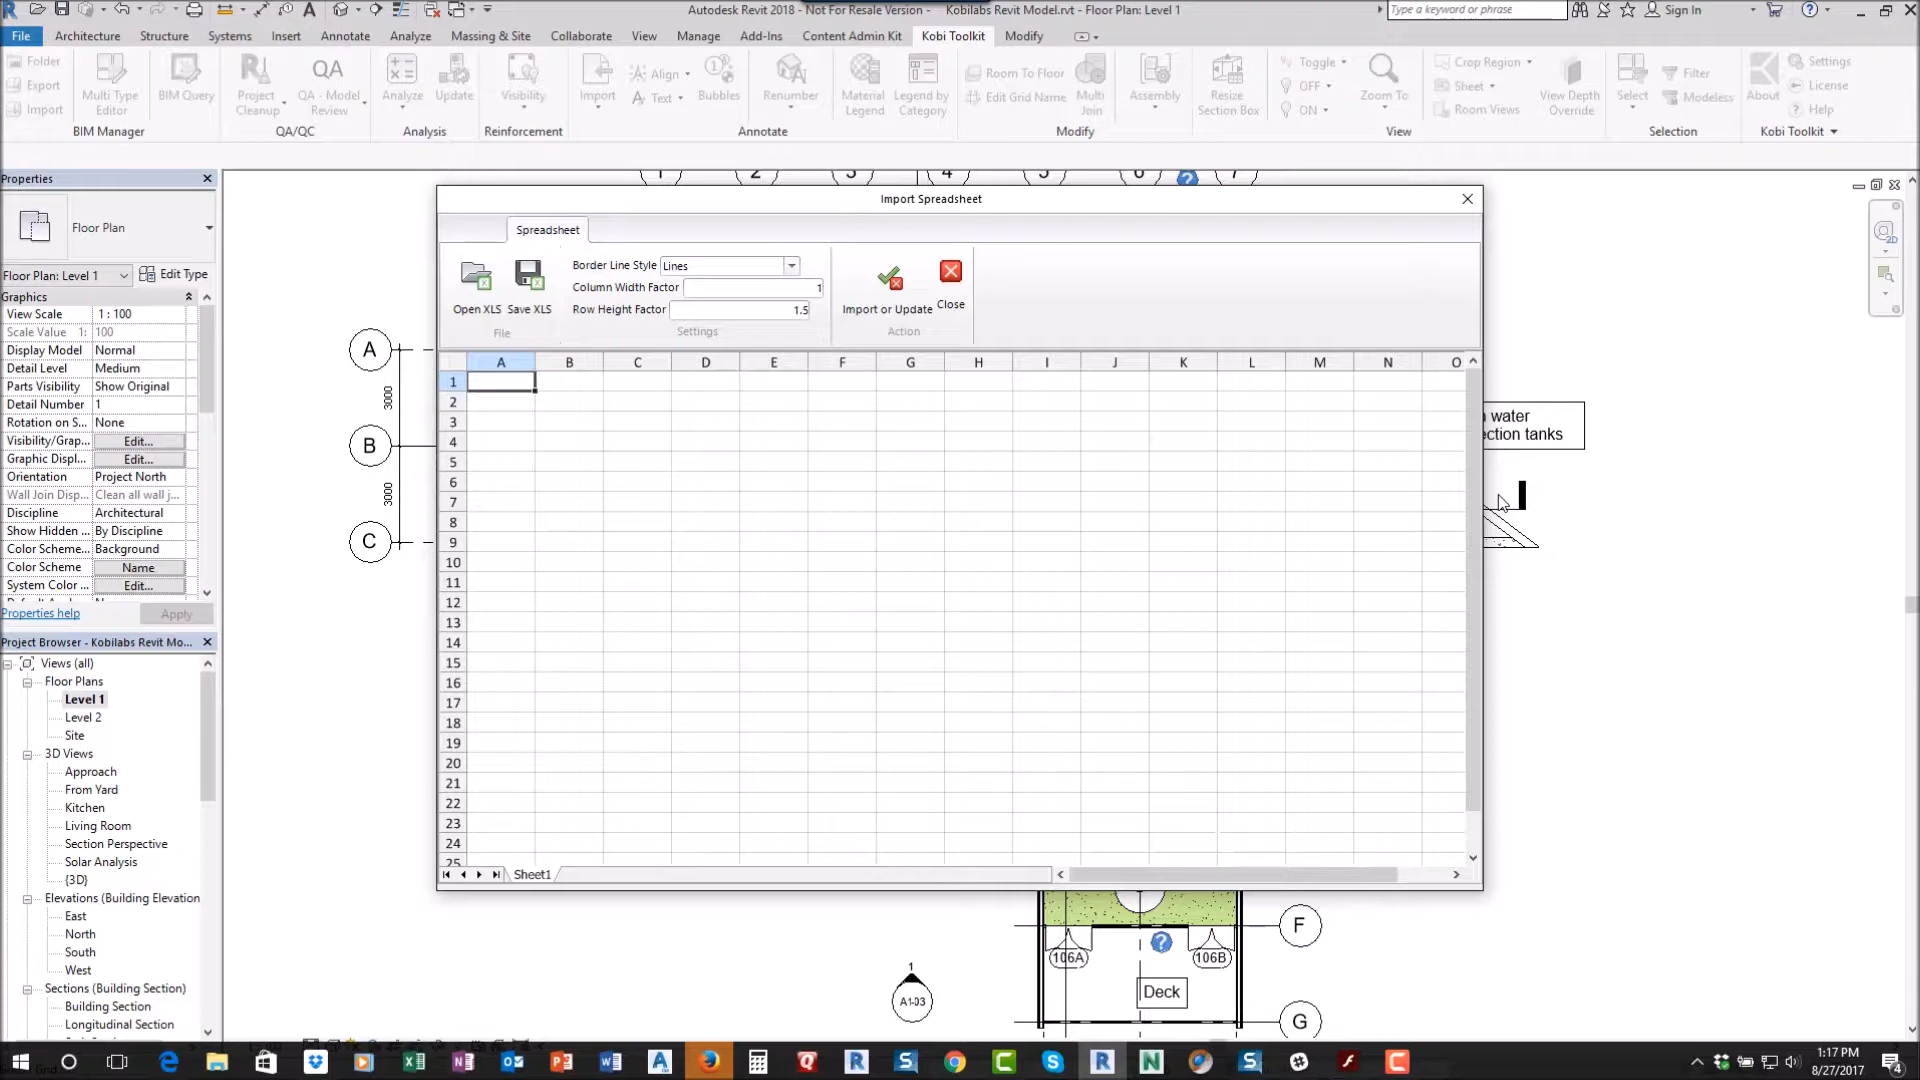 Autodesk Revit 2018 - Not For Resale Version - Kobilabs Revit Model.rvt - Floor Plan: Level 1
Type a keyword or phrase
Sign In
File Architecture Structure Systems Insert Annotate Analyze Massing & Site Collaborate View Manage Add-Ins Content Admin Kit Kobi Toolkit Modify
Folder
Export
Import
Multi Type Editor
BIM Query
Project Cleanup
QA - Model Review
Analyze
Update
Visibility
Import
Align
Text
Bubbles
Renumber
Material Legend
Legend by Category
Room To Floor
Edit Grid Name
Multi Join
Assembly
Resize Section Box
Toggle
OFF
ON
Zoom To
Crop Region
Sheet
Room Views
View Depth Override
Select
Filter
Modeless
About
Settings
License
Help
BIM Manager QA/QC Analysis Reinforcement Annotate Modify View Selection Kobi Toolkit
Properties
Floor Plan
Floor Plan: Level 1 Edit Type
Graphics
View Scale 1 : 100
Scale Value 1: 100
Display Model Normal
Detail Level Medium
Parts Visibility Show Original
Detail Number 1
Rotation on S... None
Visibility/Grap... Edit...
Graphic Displ... Edit...
Orientation Project North
Wall Join Disp... Clean all wall j...
Discipline Architectural
Show Hidden ... By Discipline
Color Scheme... Background
Color Scheme Name
System Color ... Edit...
Properties help Apply
Project Browser - Kobilabs Revit Mo...
Views (all)
Floor Plans
Level 1
Level 2
Site
3D Views
Approach
From Yard
Kitchen
Living Room
Section Perspective
Solar Analysis
{3D}
Elevations (Building Elevation
East
North
South
West
Sections (Building Section)
Building Section
Longitudinal Section
1 2 3 4 5 6 7
A
3000
B
3000
C
Import Spreadsheet
Spreadsheet
Open XLS Save XLS
File
Border Line Style Lines
Column Width Factor 1
Row Height Factor 1.5
Settings
Import or Update Close
Action
A B C D E F G H I J K L M N O
1
2
3
4
5
6
7
8
9
10
11
12
13
14
15
16
17
18
19
20
21
22
23
24
25
Sheet1
water
ection tanks
F
106A 106B
Deck
1
A1-03
G
2D
1:17 PM
8/27/2017
4